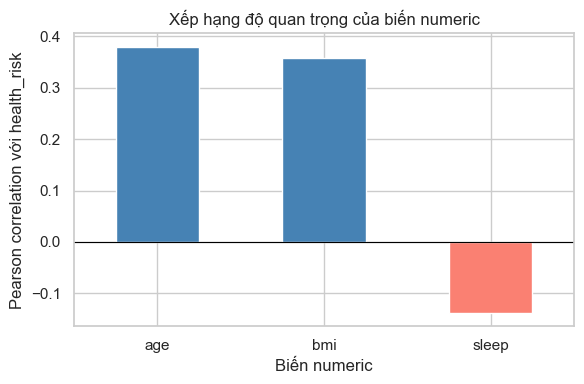 Xếp hạng độ quan trọng của biến numeric
Pearson correlation với health_risk
0.4
0.3
0.2
0.1
0.0
−0.1
age bmi sleep
Biến numeric